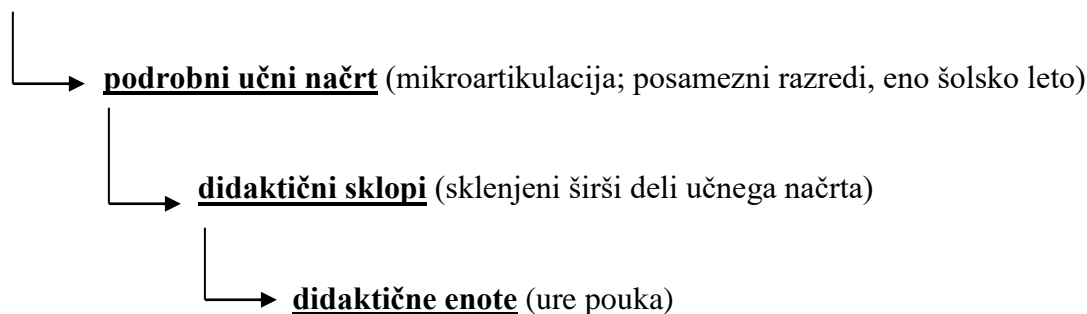 podrobni učni načrt (mikroartikulacija; posamezni razredi, eno šolsko leto)
didaktični sklopi (sklenjeni širši deli učnega načrta)
didaktične enote (ure pouka)